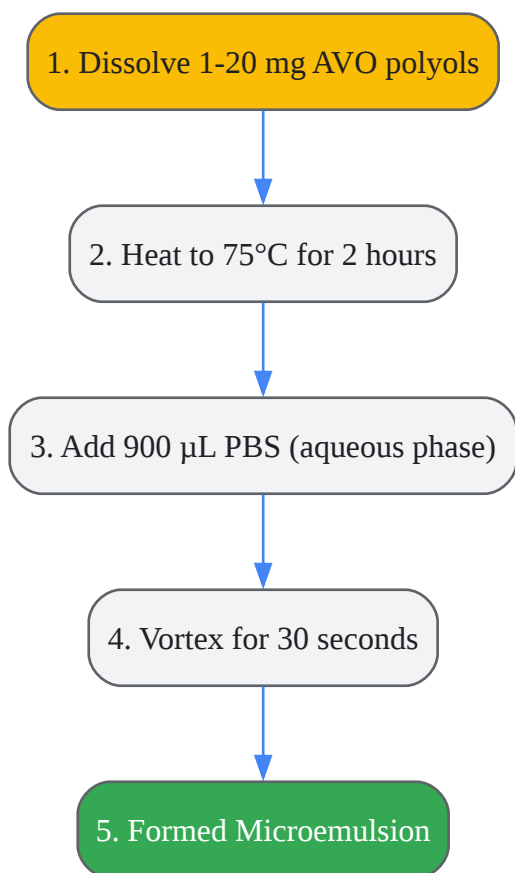 1. Dissolve 1-20 mg AVO polyols
2. Heat to 75°C for 2 hours
3. Add 900 µL PBS (aqueous phase)
4. Vortex for 30 seconds
5. Formed Microemulsion